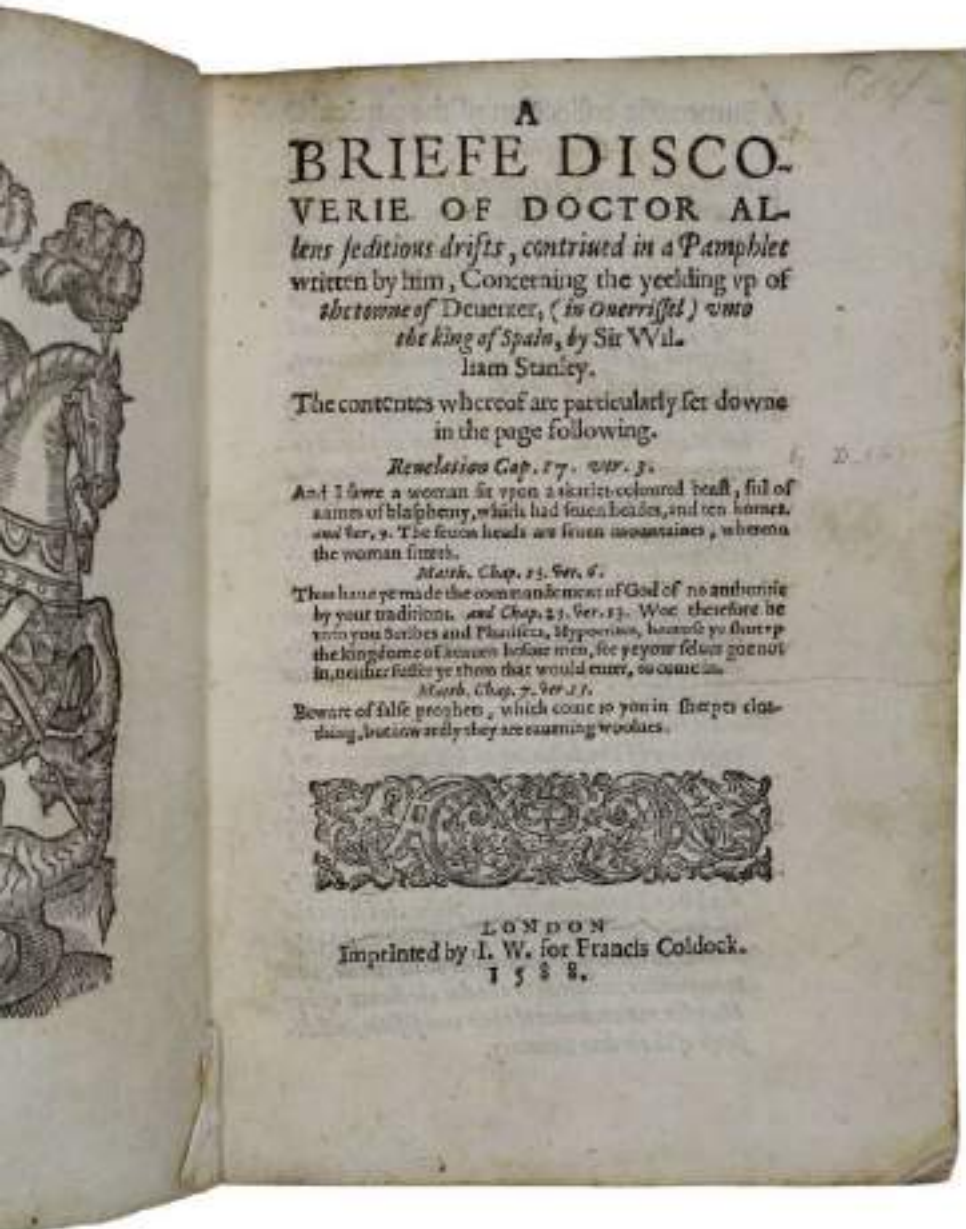 A
BRIEFE DISCO-
VERIE OF DOCTOR AL-
lens seditious drifts, contriued in a Pamphlet
written by him, Concerning the yeelding vp of
the towne of Deuenter, (in Ouerrissel) vnto
the king of Spain, by Sir Wil-
liam Stanley.
The contentes whereof are particularly set downe
in the page following.
Reuelation Cap. 17. ver. 3.
And I sawe a woman sit vpon a skarlet coloured beast, full of
names of blasphemy, which had seuen heades, and ten hornes.
and ver. 9. The seuen heads are seuen mountaines, whereon
the woman sitteth.
Matth. Chap. 15. ver. 6.
Thus haue ye made the commandement of God of no authoritie
by your traditions. and Chap. 23. ver. 13. Woe therefore be
vnto you Scribes and Pharisees, Hypocrites, because ye shut vp
the kingdome of heauen before men, for ye your selues goe not
in, neither suffer ye them that would enter, to come in.
Matth. Chap. 7. ver. 15.
Beware of false prophets, which come to you in sheepes clo-
thing, but inwardly they are rauening woolues.
LONDON
Imprinted by I. W. for Francis Coldock.
1588.